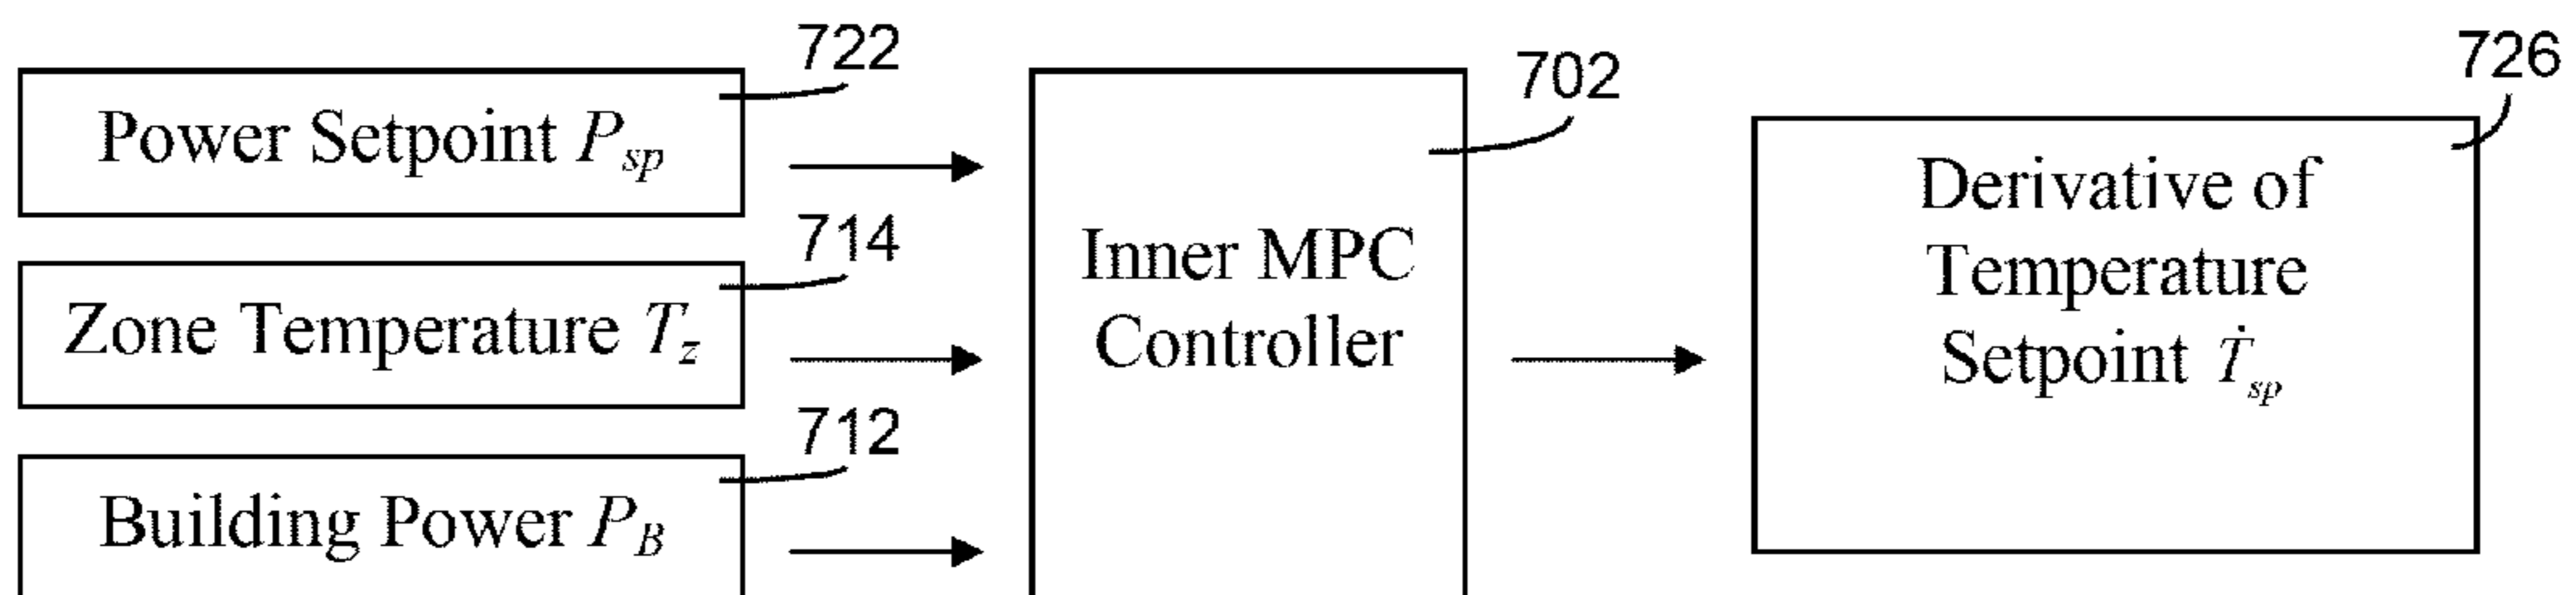 722
Power Setpoint P_sp
714
Zone Temperature T_z
712
Building Power P_B
702
Inner MPC
Controller
726
Derivative of
Temperature
Setpoint Ṫ_sp